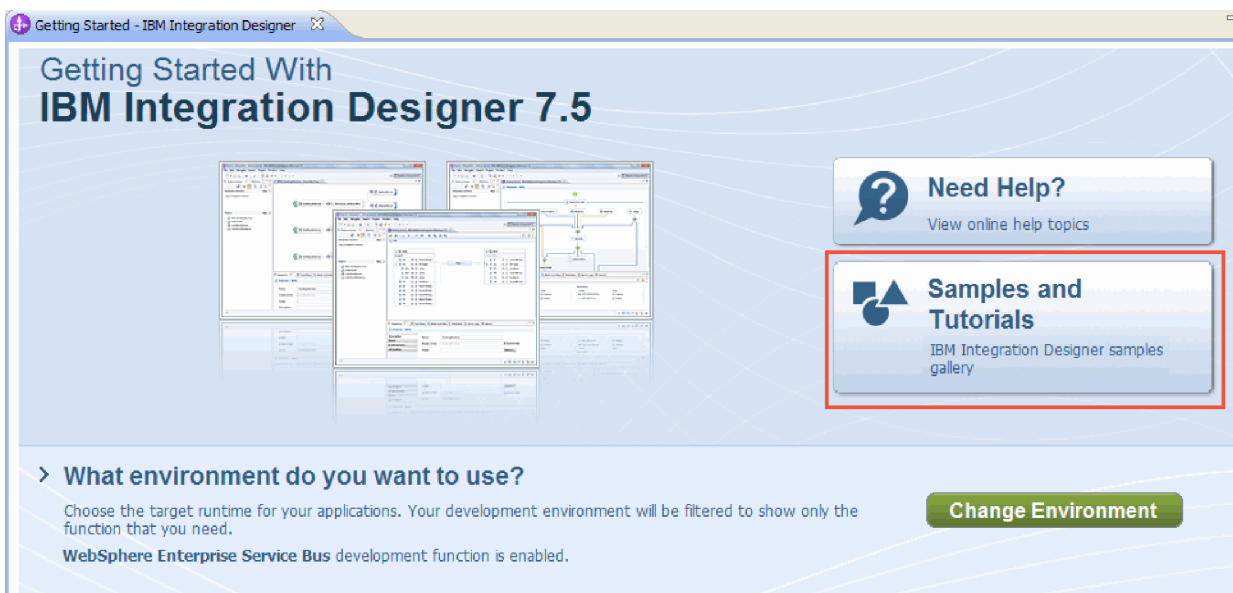 Getting Started - IBM Integration Designer
Getting Started With
IBM Integration Designer 7.5
Need Help?
View online help topics
Samples and
Tutorials
IBM Integration Designer samples
gallery
What environment do you want to use?
Choose the target runtime for your applications. Your development environment will be filtered to show only the
function that you need.
WebSphere Enterprise Service Bus development function is enabled.
Change Environment